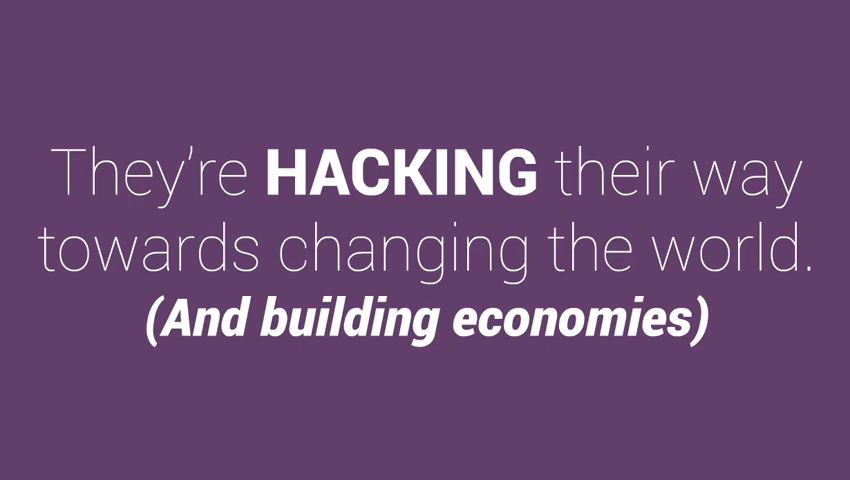 They're HACKING their way
towards changing the world.
(And building economies)